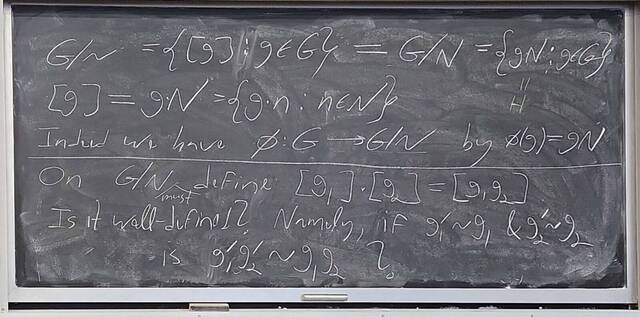 G/~ = {[g] : g∈G} = G/N = {gN : g∈G}
[g] = gN = {g·n : n∈N} H
Indeed we have ϕ : G → G/N by ϕ(g) = gN
On G/N must define [g₁]·[g₂] = [g₁g₂]
Is it well-defined? Namely, if g₁' ~ g₁ & g₂' ~ g₂
is g₁'g₂' ~ g₁g₂ ?